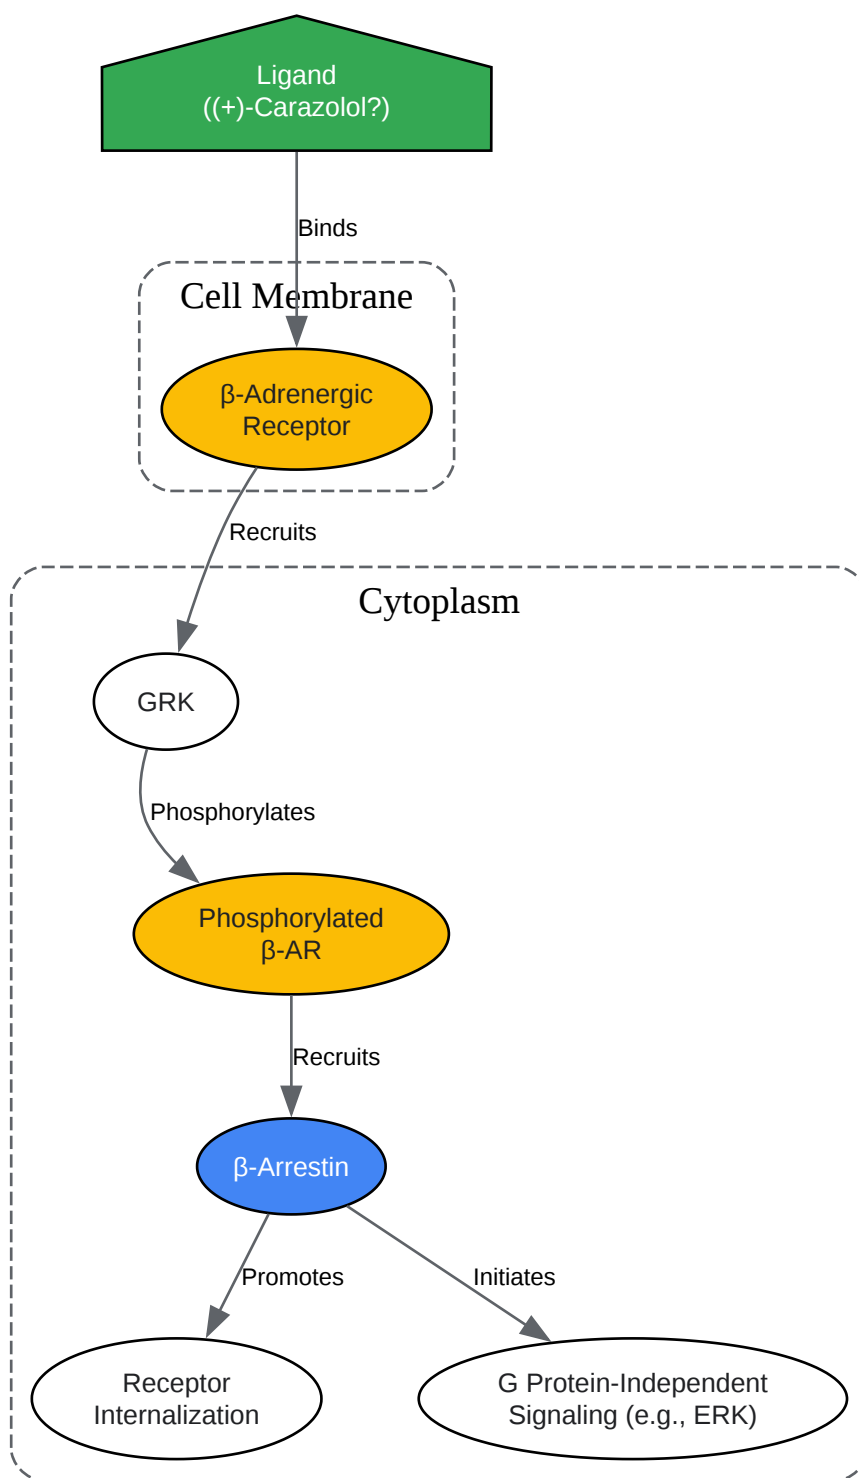 Ligand
((+)-Carazolol?)
Binds
Cell Membrane
β-Adrenergic
Receptor
Recruits
Cytoplasm
GRK
Phosphorylates
Phosphorylated
β-AR
Recruits
β-Arrestin
Promotes
Initiates
Receptor
Internalization
G Protein-Independent
Signaling (e.g., ERK)